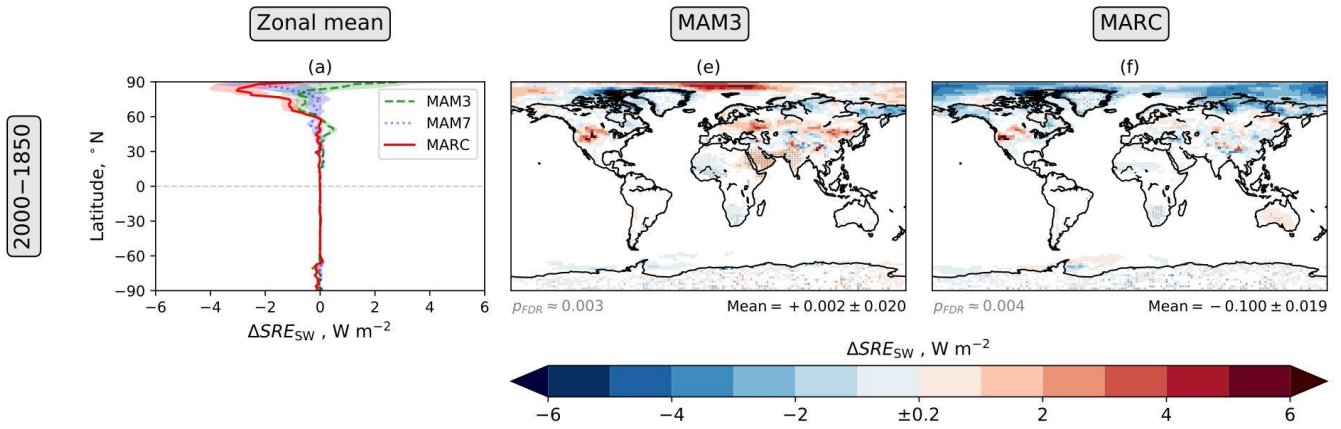 Zonal mean
MAM3
MARC
2000−1850
(a)
(e)
(f)
90
60
30
0
−30
−60
−90
Latitude, ° N
MAM3
MAM7
MARC
−6 −4 −2 0 2 4 6
ΔSRE_SW , W m⁻²
p_FDR ≈ 0.003
Mean = +0.002 ± 0.020
p_FDR ≈ 0.004
Mean = −0.100 ± 0.019
ΔSRE_SW , W m⁻²
−6 −4 −2 ±0.2 2 4 6